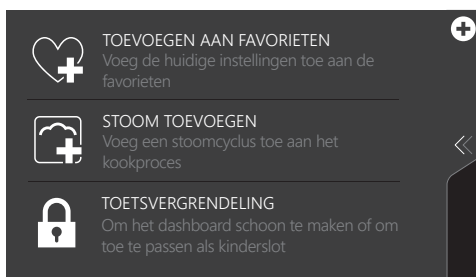 TOEVOEGEN AAN FAVORIETEN
Voeg de huidige instellingen toe aan de
favorieten
STOOM TOEVOEGEN
Voeg een stoomcyclus toe aan het
kookproces
TOETSVERGRENDELING
Om het dashboard schoon te maken of om
toe te passen als kinderslot